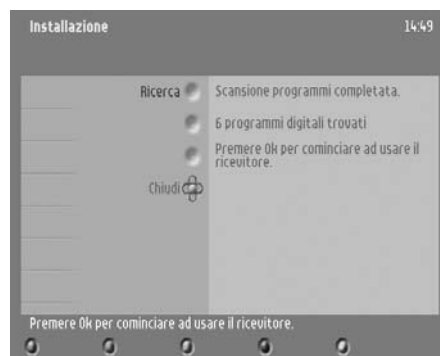 Installazione 14:49
Ricerca Scansione programmi completata.
6 programmi digitali trovati
Premere Ok per cominciare ad usare il
ricevitore.
Chiudi
Premere Ok per cominciare ad usare il ricevitore.